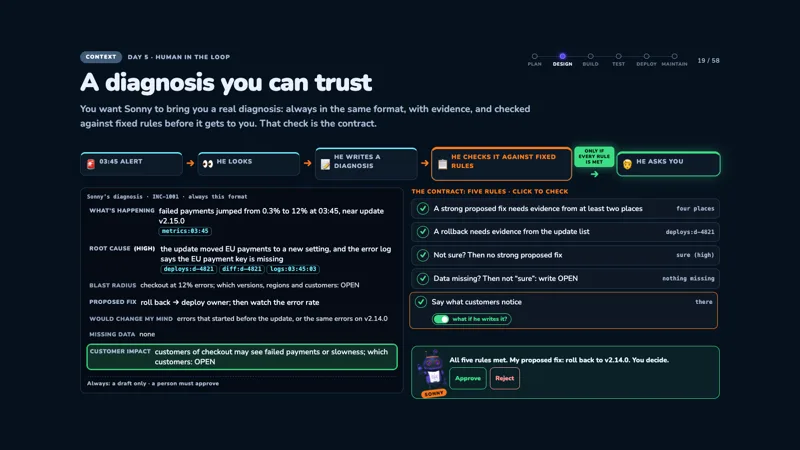 CONTEXT
DAY 5 · HUMAN IN THE LOOP
PLAN
DESIGN
BUILD
TEST
DEPLOY
MAINTAIN
19 / 58
A diagnosis you can trust
You want Sonny to bring you a real diagnosis: always in the same format, with evidence, and checked
against fixed rules before it gets to you. That check is the contract.
03:45 ALERT
HE LOOKS
HE WRITES A
DIAGNOSIS
HE CHECKS IT AGAINST FIXED
RULES
ONLY IF
EVERY RULE
IS MET
HE ASKS YOU
Sonny's diagnosis · INC-1001 · always this format
WHAT'S HAPPENING failed payments jumped from 0.3% to 12% at 03:45, near update
v2.15.0
metrics:03:45
ROOT CAUSE (HIGH) the update moved EU payments to a new setting, and the error log
says the EU payment key is missing
deploys:d-4821 diff:d-4821 logs:03:45:03
BLAST RADIUS checkout at 12% errors; which versions, regions and customers: OPEN
PROPOSED FIX roll back → deploy owner; then watch the error rate
WOULD CHANGE MY MIND errors that started before the update, or the same errors on v2.14.0
MISSING DATA none
CUSTOMER IMPACT customers of checkout may see failed payments or slowness; which
customers: OPEN
Always: a draft only · a person must approve
THE CONTRACT: FIVE RULES · CLICK TO CHECK
A strong proposed fix needs evidence from at least two places four places
A rollback needs evidence from the update list deploys:d-4821
Not sure? Then no strong proposed fix sure (high)
Data missing? Then not “sure”: write OPEN nothing missing
Say what customers notice there
what if he writes it?
SONNY
All five rules met. My proposed fix: roll back to v2.14.0. You decide.
Approve
Reject